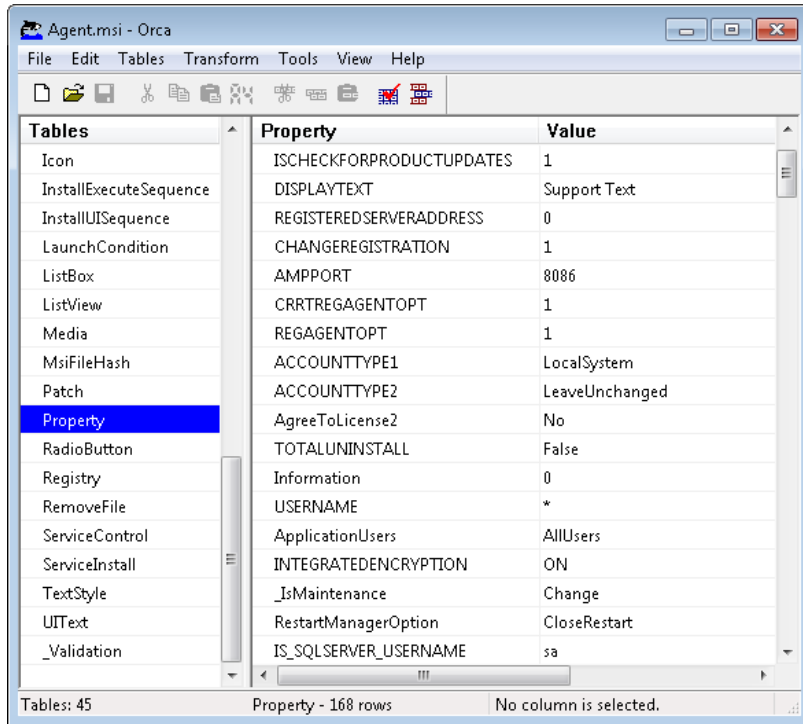 Agent.msi - Orca
File Edit Tables Transform Tools View Help
Tables
Icon
InstallExecuteSequence
InstallUISequence
LaunchCondition
ListBox
ListView
Media
MsiFileHash
Patch
Property
RadioButton
Registry
RemoveFile
ServiceControl
ServiceInstall
TextStyle
UIText
_Validation
Property Value
ISCHECKFORPRODUCTUPDATES 1
DISPLAYTEXT Support Text
REGISTEREDSERVERADDRESS 0
CHANGEREGISTRATION 1
AMPPORT 8086
CRRTREGAGENTOPT 1
REGAGENTOPT 1
ACCOUNTTYPE1 LocalSystem
ACCOUNTTYPE2 LeaveUnchanged
AgreeToLicense2 No
TOTALUNINSTALL False
Information 0
USERNAME *
ApplicationUsers AllUsers
INTEGRATEDENCRYPTION ON
_IsMaintenance Change
RestartManagerOption CloseRestart
IS_SQLSERVER_USERNAME sa
Tables: 45 Property - 168 rows No column is selected.